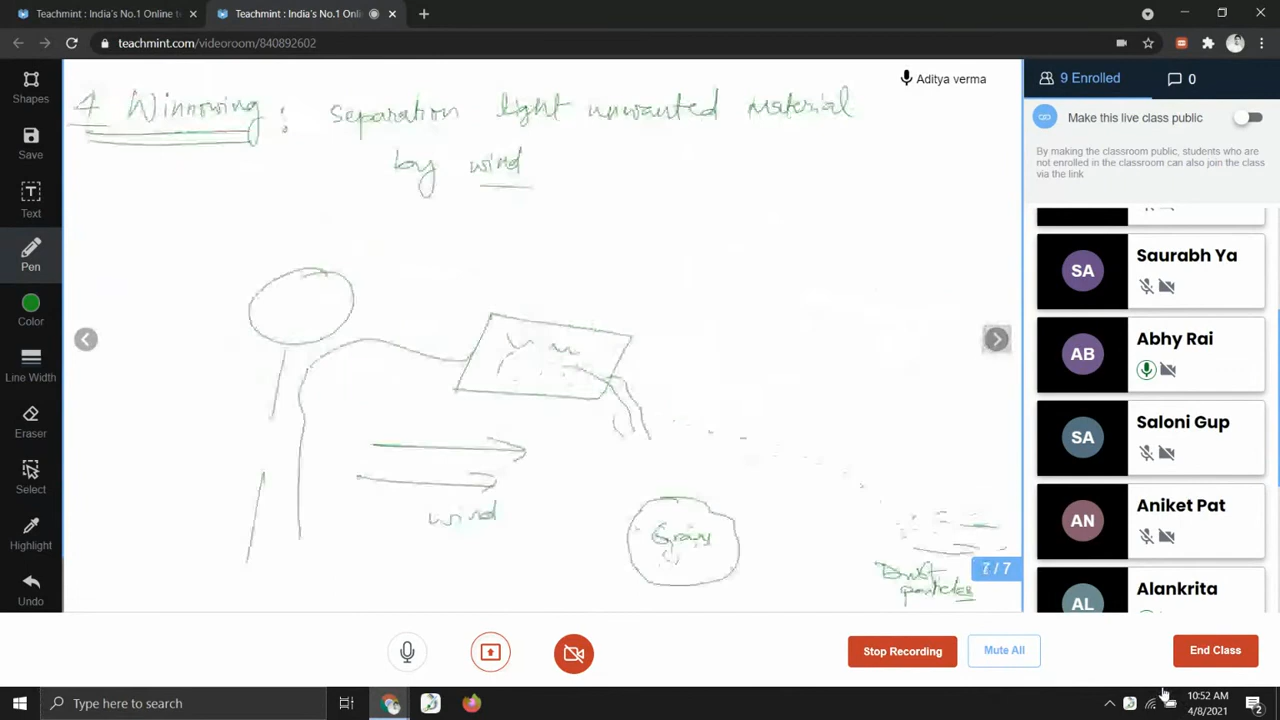 Teachmint : India's No.1 Online t
Teachmint : India's No.1 Onli
teachmint.com/videoroom/840892602
Shapes
Save
Text
Pen
Color
Line Width
Eraser
Select
Highlight
Undo
4 Winnowing : separation light unwanted material
by wind
wind
Grains
Dust
particles
Aditya verma
7 / 7
9 Enrolled
0
Make this live class public
By making the classroom public, students who are
not enrolled in the classroom can also join the class
via the link
SA
Saurabh Ya
AB
Abhy Rai
SA
Saloni Gup
AN
Aniket Pat
AL
Alankrita
Stop Recording
Mute All
End Class
Type here to search
10:52 AM
4/8/2021
2